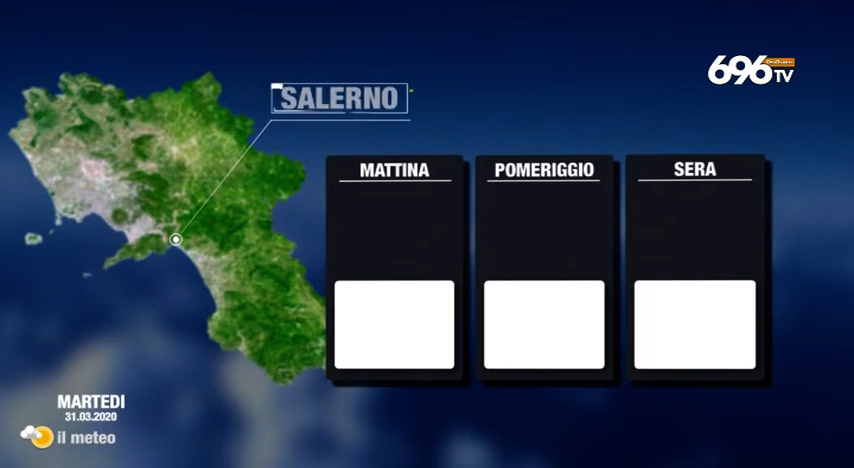 SALERNO
696 TV
MATTINA
POMERIGGIO
SERA
MARTEDI
31.03.2020
il meteo